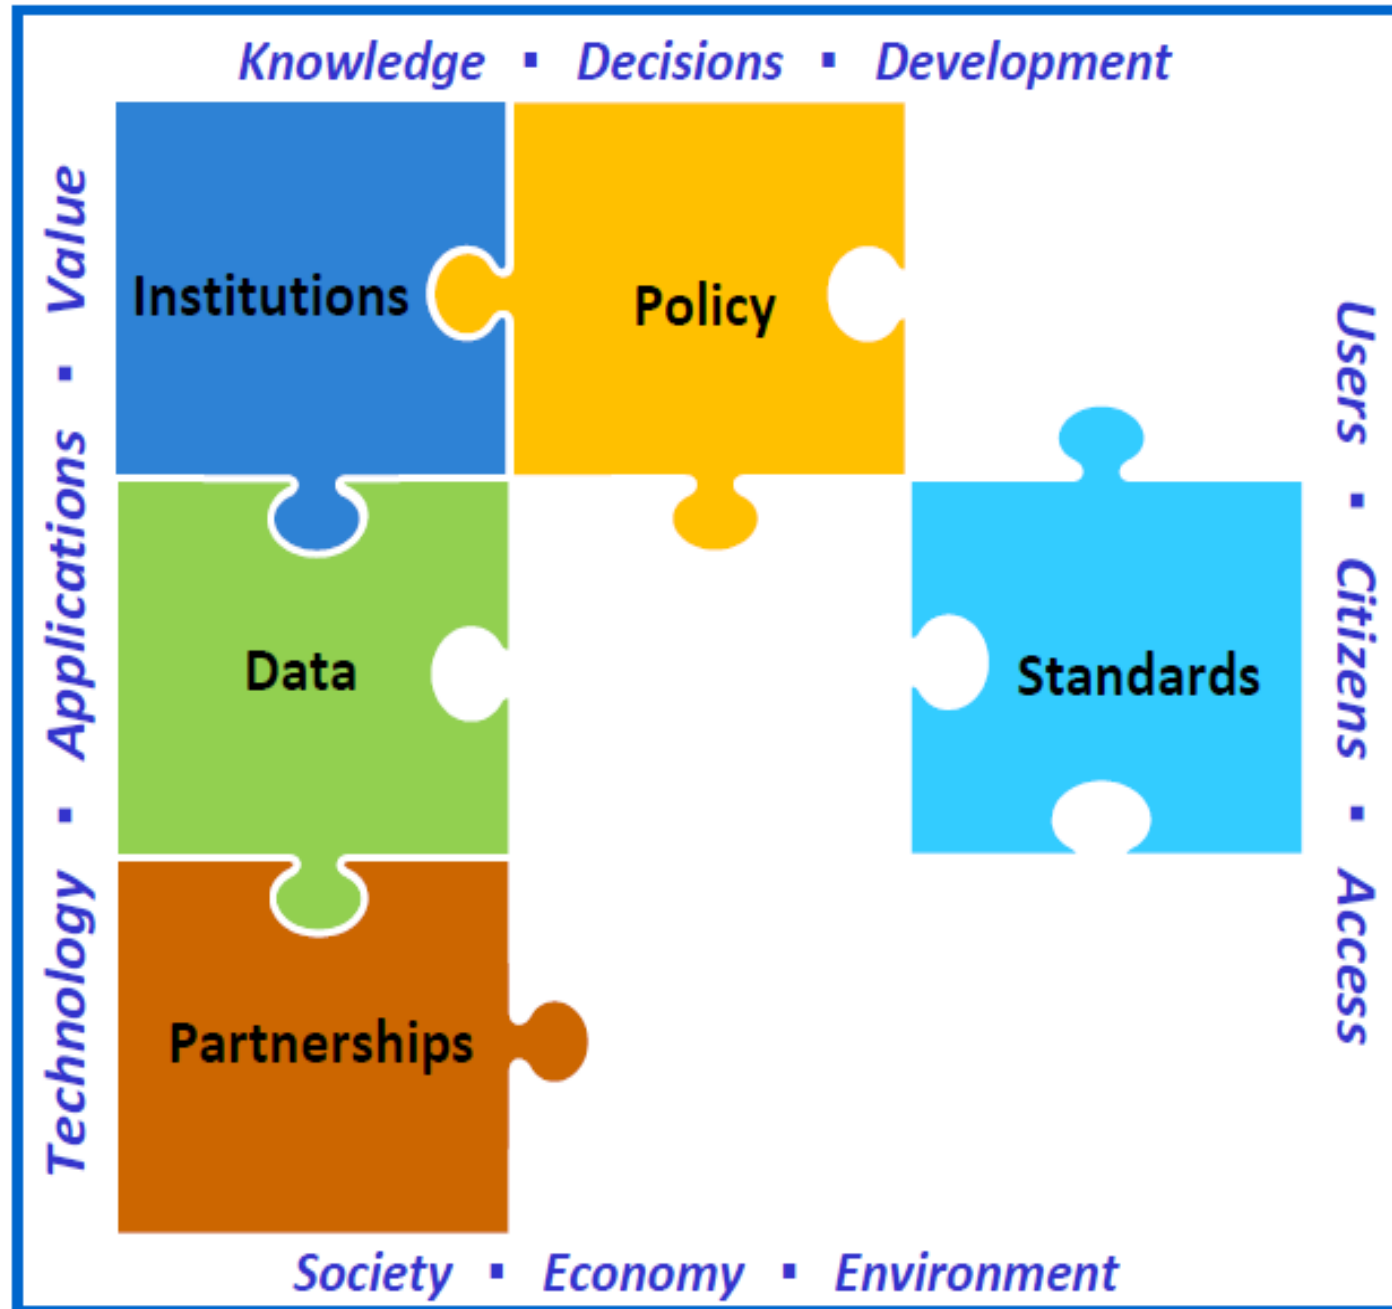 Knowledge ▪ Decisions ▪ Development
Technology ▪ Applications ▪ Value
Institutions
Policy
Data
Standards
Partnerships
Users ▪ Citizens ▪ Access
Society ▪ Economy ▪ Environment